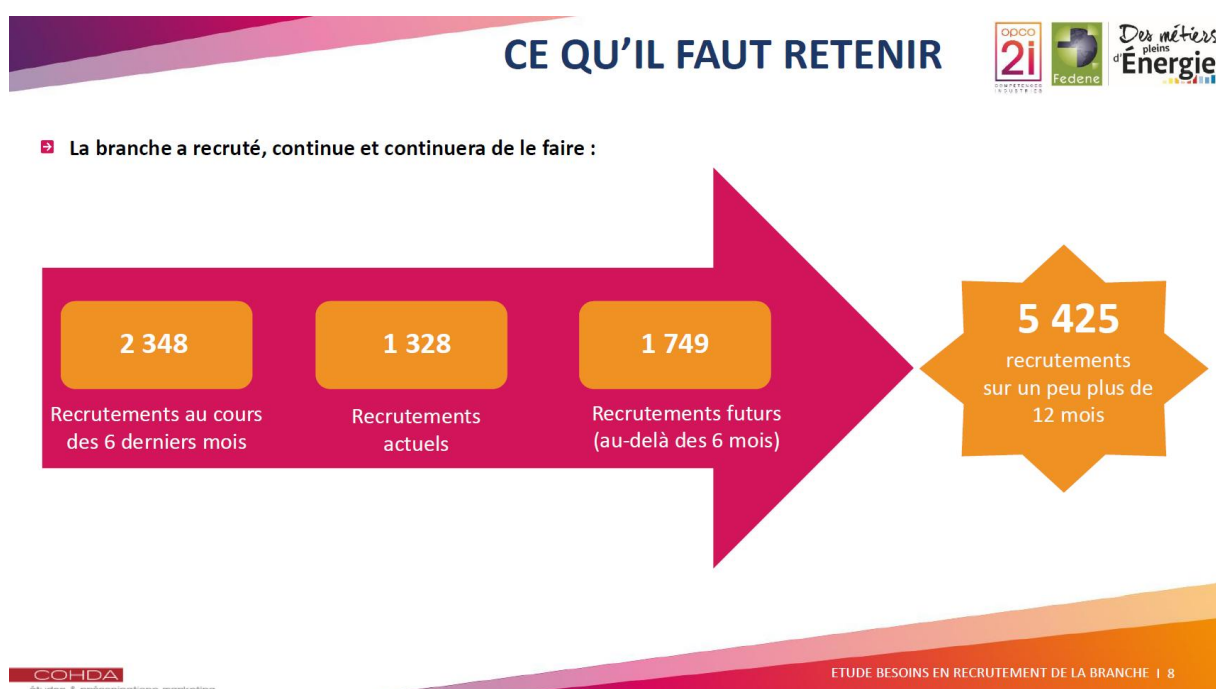 CE QU'IL FAUT RETENIR
OPCO
2i
COMPÉTENCES
INDUSTRIES
Fedene
Des métiers
pleins
d'Énergie
La branche a recruté, continue et continuera de le faire :
2 348
Recrutements au cours
des 6 derniers mois
1 328
Recrutements
actuels
1 749
Recrutements futurs
(au-delà des 6 mois)
5 425
recrutements
sur un peu plus de
12 mois
COHDA
ETUDE BESOINS EN RECRUTEMENT DE LA BRANCHE I 8